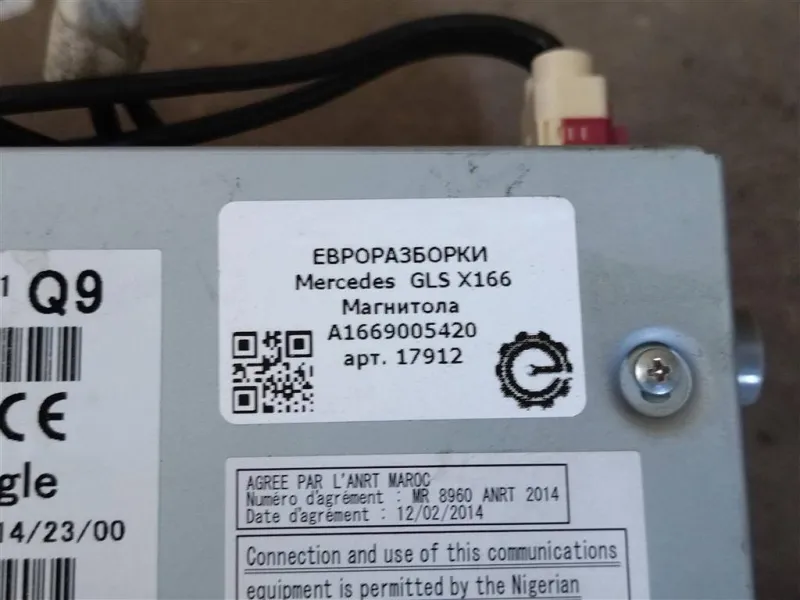 1 Q9
CE
gle
14/23/00
ЕВРОРАЗБОРКИ
Mercedes GLS X166
Магнитола
A1669005420
арт. 17912
AGREE PAR L'ANRT MAROC
Numéro d'agrément : MR 8960 ANRT 2014
Date d'agrément : 12/02/2014
Connection and use of this communications
equipment is permitted by the Nigerian